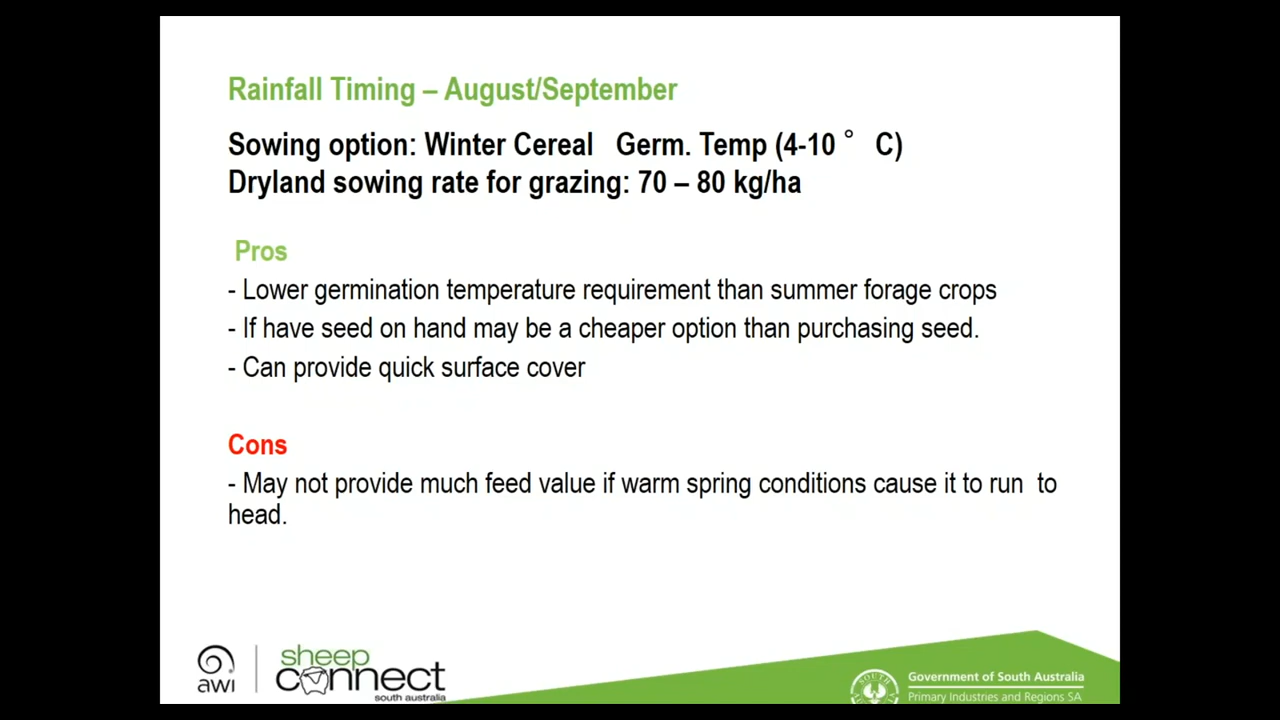 Rainfall Timing – August/September
Sowing option: Winter Cereal Germ. Temp (4-10 ° C)
Dryland sowing rate for grazing: 70 – 80 kg/ha
Pros
- Lower germination temperature requirement than summer forage crops
- If have seed on hand may be a cheaper option than purchasing seed.
- Can provide quick surface cover
Cons
- May not provide much feed value if warm spring conditions cause it to run to
head.
awi
sheep
connect
south australia
Government of South Australia
Primary Industries and Regions SA